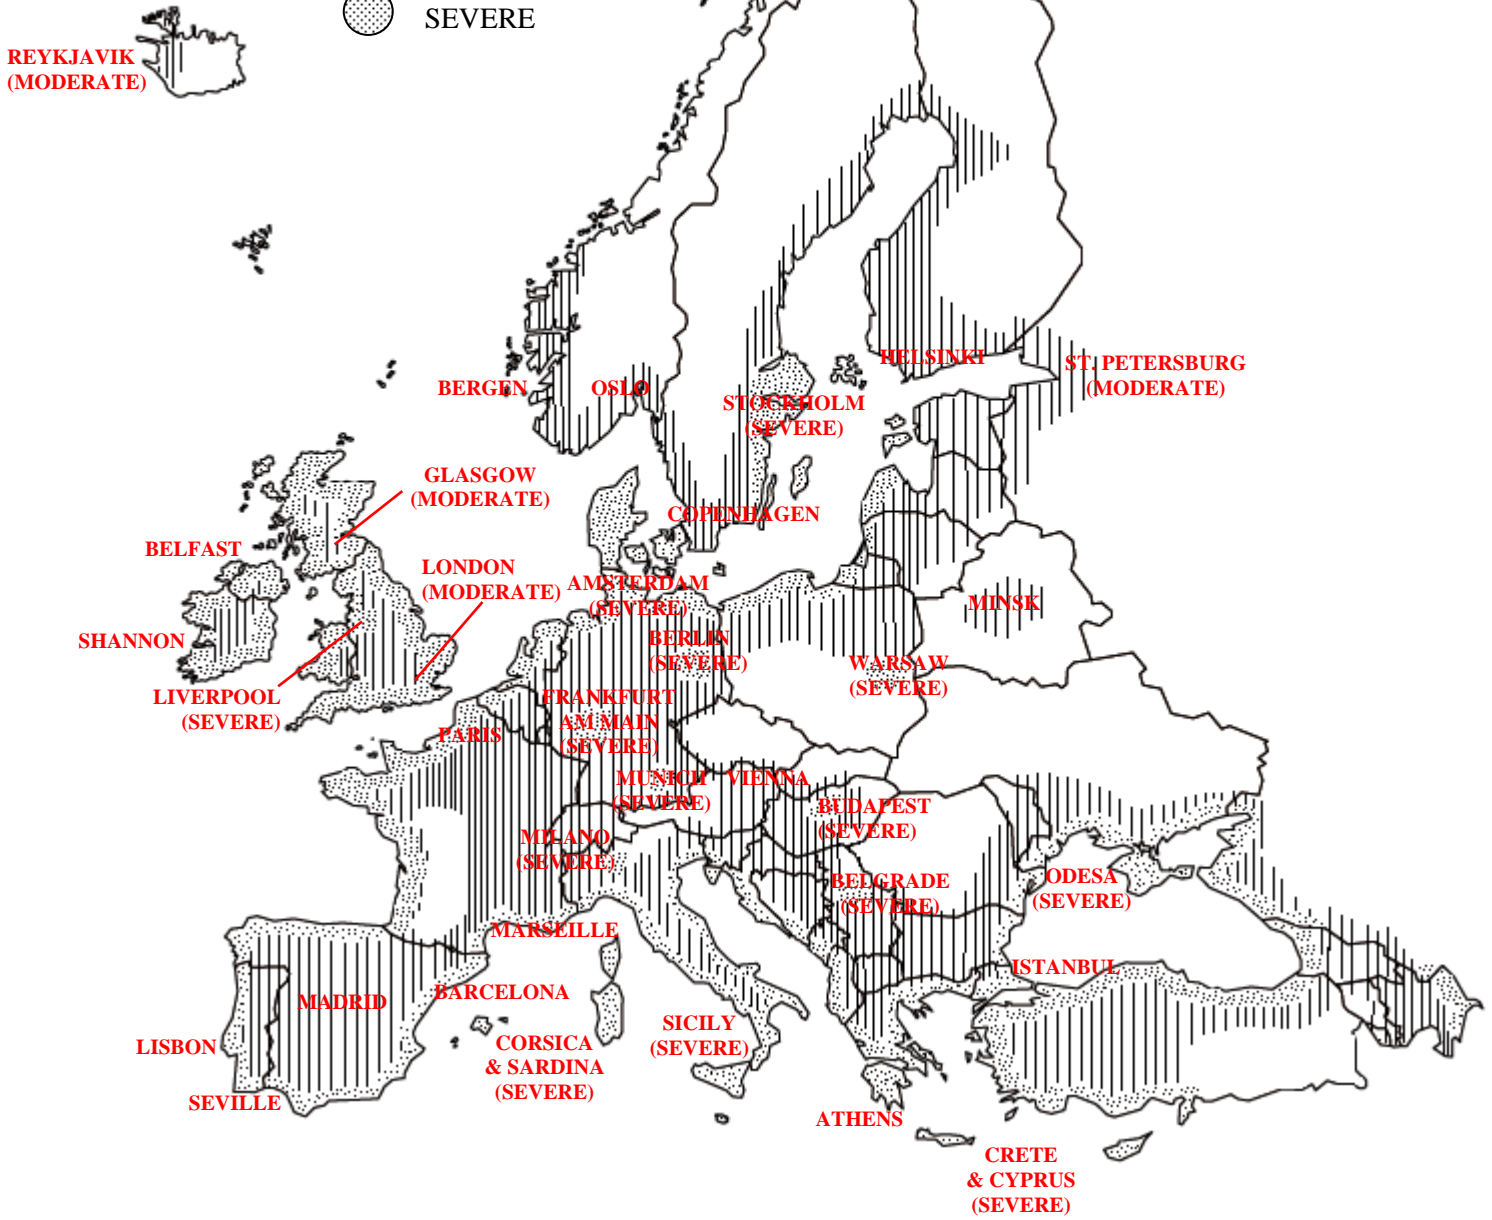 SEVERE
REYKJAVIK
(MODERATE)
HELSINKI
ST. PETERSBURG
(MODERATE)
BERGEN
OSLO
STOCKHOLM
(SEVERE)
GLASGOW
(MODERATE)
COPENHAGEN
BELFAST
LONDON
(MODERATE)
AMSTERDAM
(SEVERE)
MINSK
SHANNON
BERLIN
(SEVERE)
WARSAW
(SEVERE)
LIVERPOOL
(SEVERE)
FRANKFURT
AM MAIN
(SEVERE)
PARIS
MUNICH
(SEVERE)
VIENNA
BUDAPEST
(SEVERE)
MILANO
(SEVERE)
BELGRADE
(SEVERE)
ODESA
(SEVERE)
MARSEILLE
ISTANBUL
MADRID
BARCELONA
LISBON
CORSICA
& SARDINA
(SEVERE)
SICILY
(SEVERE)
SEVILLE
ATHENS
CRETE
& CYPRUS
(SEVERE)